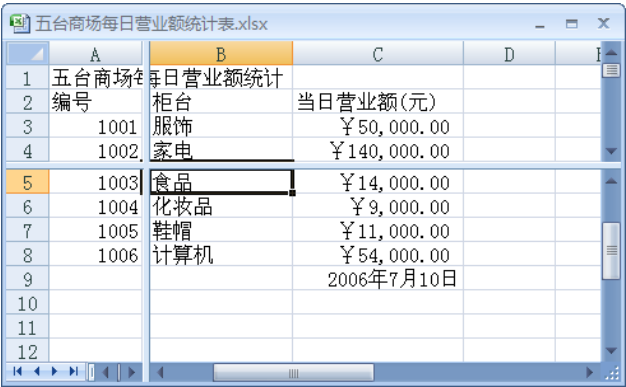 五台商场每日营业额统计表.xlsx
A B C D
1 五台商场每日营业额统计
2 编号 柜台 当日营业额(元)
3 1001 服饰 ￥50,000.00
4 1002 家电 ￥140,000.00
5 1003 食品 ￥14,000.00
6 1004 化妆品 ￥9,000.00
7 1005 鞋帽 ￥11,000.00
8 1006 计算机 ￥54,000.00
9 2006年7月10日
10
11
12